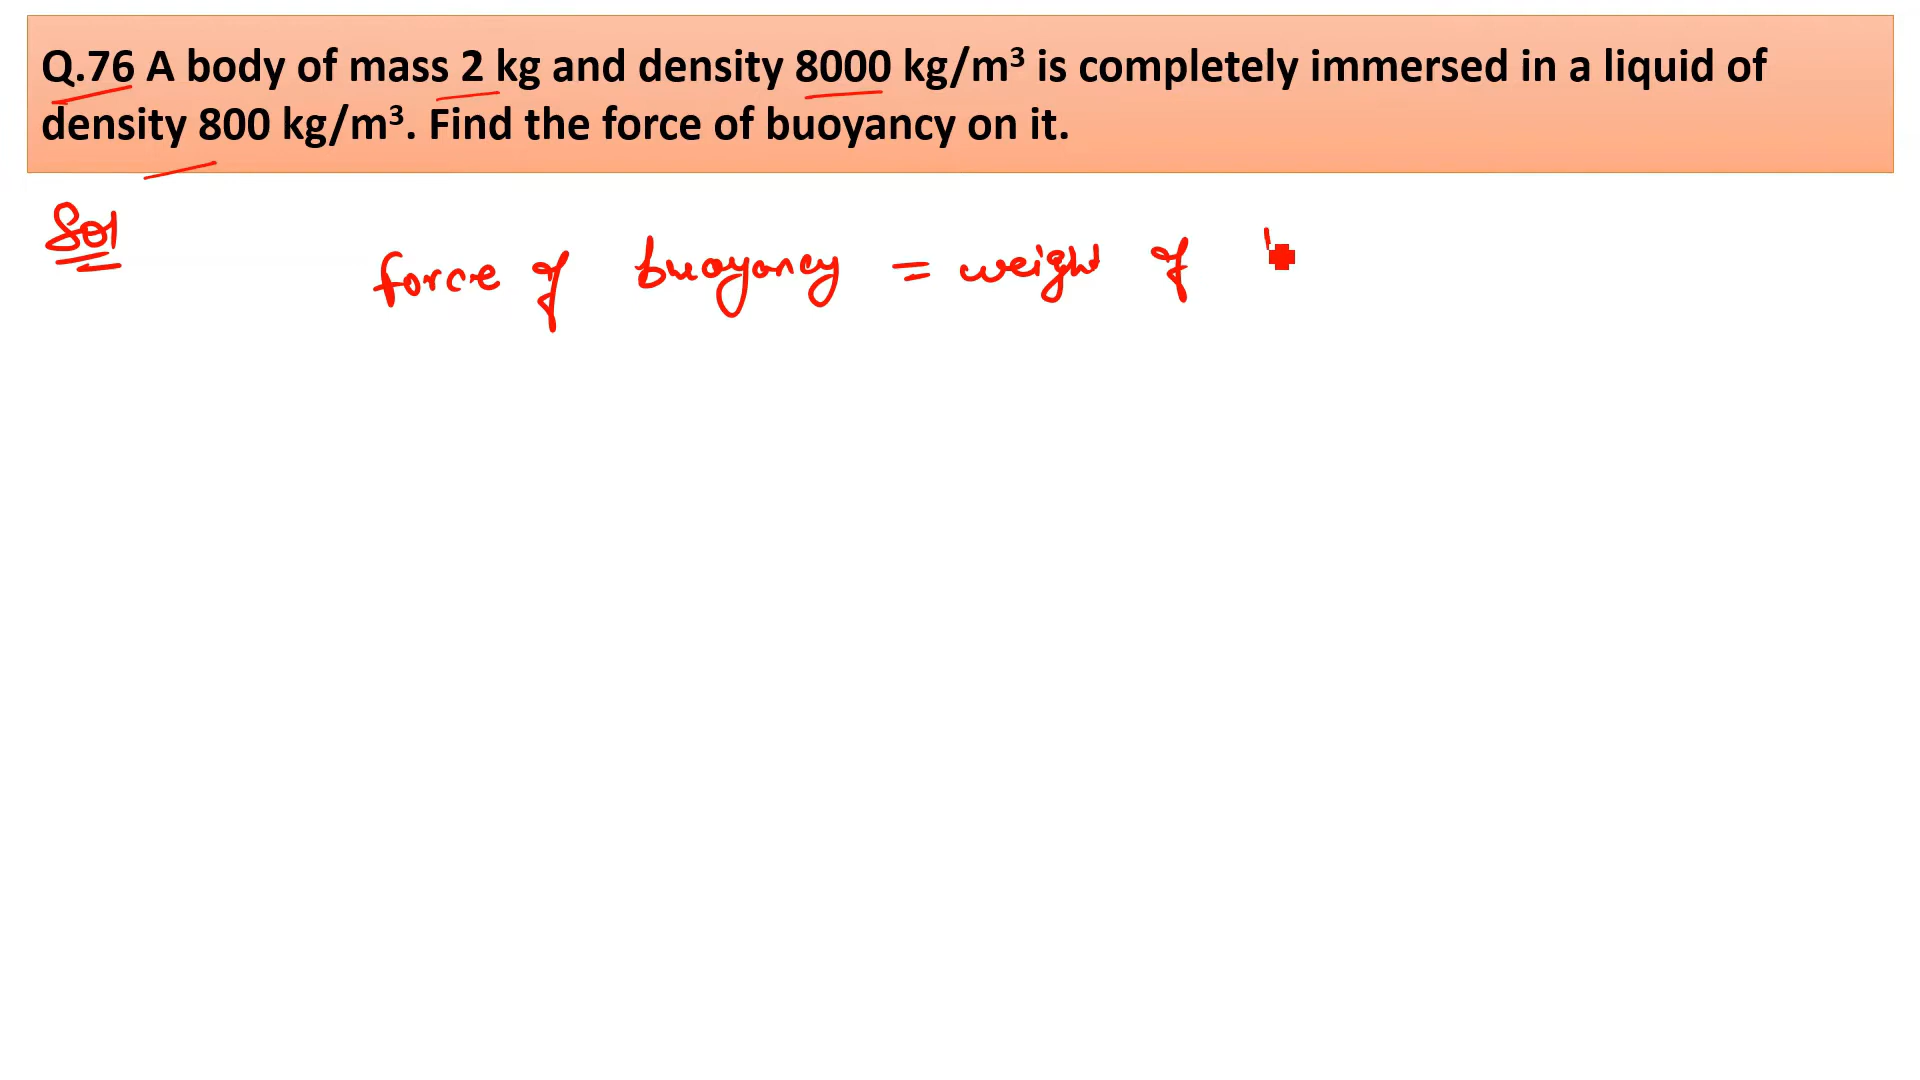 Q.76 A body of mass 2 kg and density 8000 kg/m³ is completely immersed in a liquid of
density 800 kg/m³. Find the force of buoyancy on it.
Sol
force of buoyancy = weight of